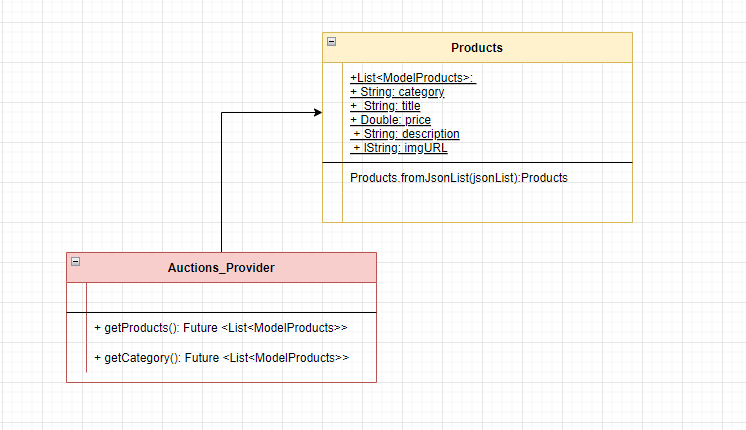 Products
+List<ModelProducts>:
+ String: category
+ String: title
+ Double: price
+ String: description
+ IString: imgURL
Products.fromJsonList(jsonList):Products
Auctions_Provider
+ getProducts(): Future <List<ModelProducts>>
+ getCategory(): Future <List<ModelProducts>>